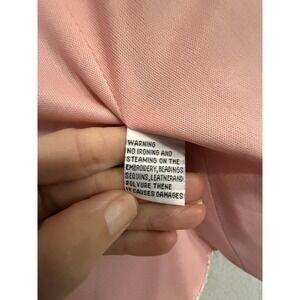 WARNING
NO IRONING AND
STEAMING ON THE
EMBROIDERY, BEADINGS
SEQUINS, LEATHER AND
POLYURE THENE
IT CAUSES DAMAGES